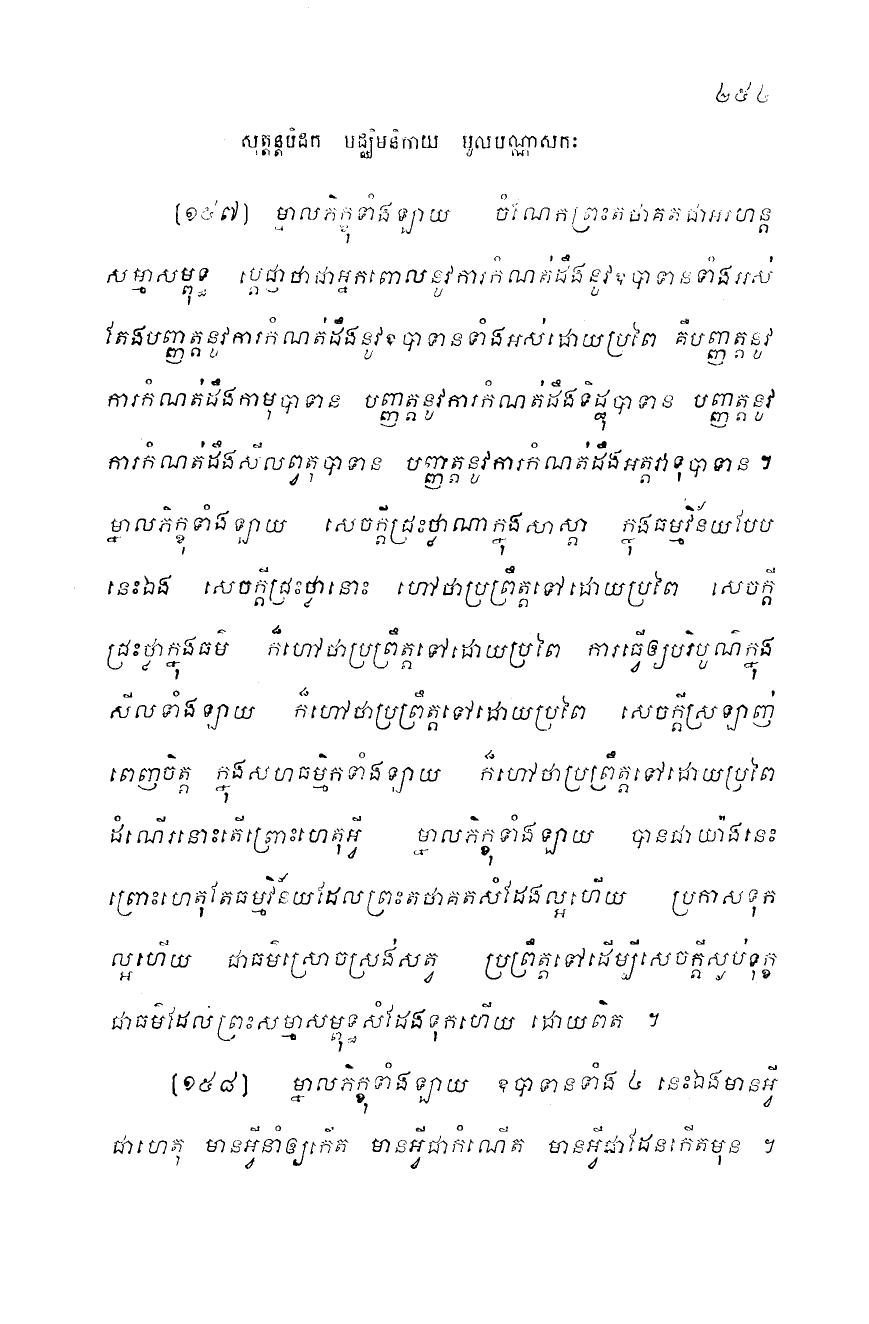 ២៥៤
សុត្តន្តបិដក មជ្ឈិមនិកាយ មូលបណ្ណាសកៈ
[១៥៧] ម្នាលភិក្ខុទាំងឡាយ ចំណែកព្រះតថាគតជាអរហន្ត
សម្មាសម្ពុទ្ធ ប្តេជ្ញាថាជាអ្នកពោលនូវការកំណត់ដឹងនូវឧបាទានទាំងអស់
តែងបញ្ញត្តនូវការកំណត់ដឹងនូវឧបាទានទាំងអស់ដោយប្រពៃ គឺបញ្ញត្តនូវ
ការកំណត់ដឹងកាមុបាទាន បញ្ញត្តនូវការកំណត់ដឹងទិដ្ឋុបាទាន បញ្ញត្តនូវ
ការកំណត់ដឹងសីលព្វតុបាទាន បញ្ញត្តនូវការកំណត់ដឹងអត្តវាទុបាទាន។
ម្នាលភិក្ខុទាំងឡាយ សេចក្តីជ្រះថ្លាណាក្នុងសាស្តា ក្នុងធម្មវិន័យបែប
នេះឯង សេចក្តីជ្រះថ្លានោះ ហៅថាប្រព្រឹត្តទៅដោយប្រពៃ សេចក្តី
ជ្រះថ្លាក្នុងធម៌ ក៏ហៅថាប្រព្រឹត្តទៅដោយប្រពៃ ការធ្វើឲ្យបរិបូណ៌ក្នុង
សីលទាំងឡាយ ក៏ហៅថាប្រព្រឹត្តទៅដោយប្រពៃ សេចក្តីស្រឡាញ់
ពេញចិត្ត ក្នុងសហធម្មិកទាំងឡាយ ក៏ហៅថាប្រព្រឹត្តទៅដោយប្រពៃ
ដំណើរនោះតើព្រោះហេតុអ្វី ម្នាលភិក្ខុទាំងឡាយ បានជាយ៉ាងនេះ
ព្រោះហេតុតែធម្មវិន័យដែលព្រះតថាគតសំដែងល្អហើយ ប្រកាសទុក
ល្អហើយ ជាធម៌ស្រោចស្រង់សត្វ ប្រព្រឹត្តទៅដើម្បីសេចក្តីស្ងប់ទុក្ខ
ជាធម៌ដែលព្រះសម្មាសម្ពុទ្ធសំដែងទុកហើយ ដោយពិត ។
[១៥៨] ម្នាលភិក្ខុទាំងឡាយ ឧបាទានទាំង ៤ នេះឯងមានអ្វី
ជាហេតុ មានអ្វីនាំឲ្យកើត មានអ្វីជាកំណើត មានអ្វីជាដែនកើតមុន ។